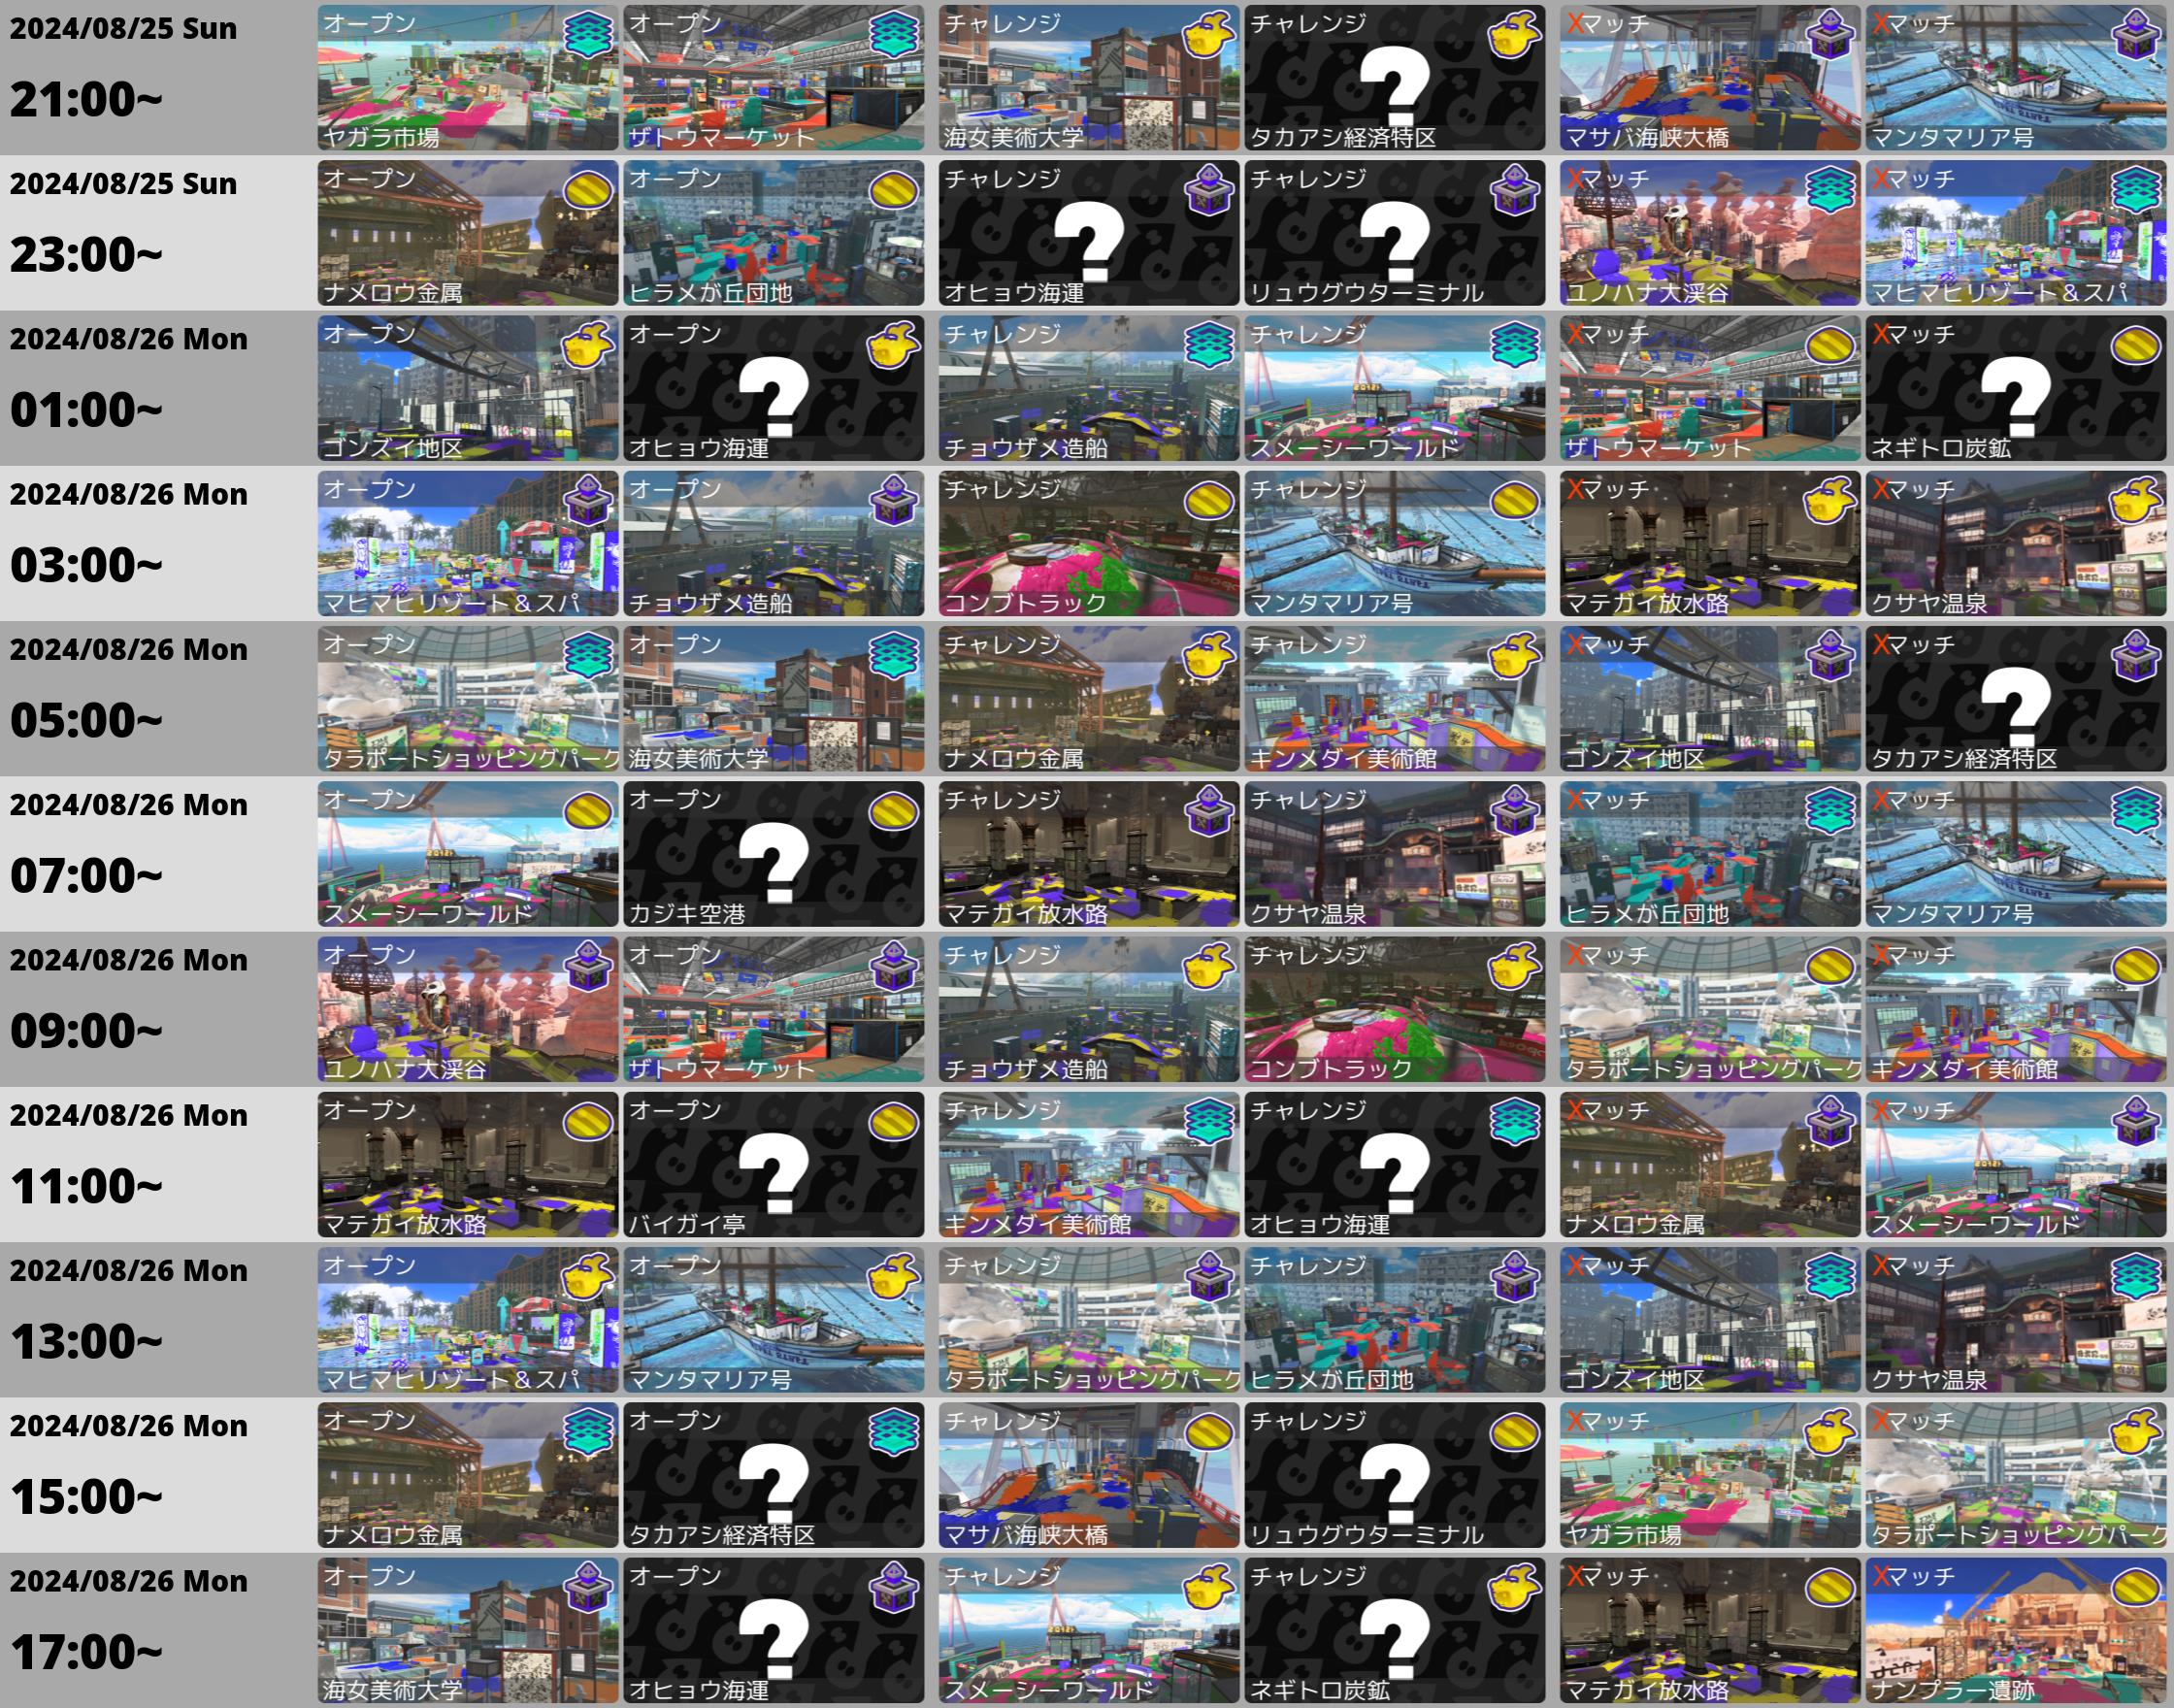 2024/08/25 Sun
21:00~
オープン
ヤガラ市場
オープン
ザトウマーケット
チャレンジ
海女美術大学
チャレンジ
タカアシ経済特区
Xマッチ
マサバ海峡大橋
Xマッチ
マンタマリア号
2024/08/25 Sun
23:00~
オープン
ナメロウ金属
オープン
ヒラメが丘団地
チャレンジ
?
オヒョウ海運
チャレンジ
?
リュウグウターミナル
Xマッチ
ユノハナ大渓谷
Xマッチ
マヒマヒリゾート&スパ
2024/08/26 Mon
01:00~
オープン
ゴンズイ地区
オープン
?
オヒョウ海運
チャレンジ
チョウザメ造船
チャレンジ
スメーシーワールド
Xマッチ
ザトウマーケット
Xマッチ
?
ネギトロ炭鉱
2024/08/26 Mon
03:00~
オープン
マヒマヒリゾート&スパ
オープン
チョウザメ造船
チャレンジ
コンブトラック
チャレンジ
マンタマリア号
Xマッチ
マテガイ放水路
Xマッチ
クサヤ温泉
2024/08/26 Mon
05:00~
オープン
タラポートショッピングパーク
オープン
海女美術大学
チャレンジ
ナメロウ金属
チャレンジ
キンメダイ美術館
Xマッチ
ゴンズイ地区
Xマッチ
?
タカアシ経済特区
2024/08/26 Mon
07:00~
オープン
スメーシーワールド
オープン
?
カジキ空港
チャレンジ
マテガイ放水路
チャレンジ
クサヤ温泉
Xマッチ
ヒラメが丘団地
Xマッチ
マンタマリア号
2024/08/26 Mon
09:00~
オープン
ユノハナ大渓谷
オープン
ザトウマーケット
チャレンジ
チョウザメ造船
チャレンジ
コンブトラック
Xマッチ
タラポートショッピングパーク
Xマッチ
キンメダイ美術館
2024/08/26 Mon
11:00~
オープン
マテガイ放水路
オープン
?
バイガイ亭
チャレンジ
キンメダイ美術館
チャレンジ
?
オヒョウ海運
Xマッチ
ナメロウ金属
Xマッチ
スメーシーワールド
2024/08/26 Mon
13:00~
オープン
マヒマヒリゾート&スパ
オープン
マンタマリア号
チャレンジ
タラポートショッピングパーク
チャレンジ
ヒラメが丘団地
Xマッチ
ゴンズイ地区
Xマッチ
クサヤ温泉
2024/08/26 Mon
15:00~
オープン
ナメロウ金属
オープン
?
タカアシ経済特区
チャレンジ
マサバ海峡大橋
チャレンジ
?
リュウグウターミナル
Xマッチ
ヤガラ市場
Xマッチ
タラポートショッピングパーク
2024/08/26 Mon
17:00~
オープン
海女美術大学
オープン
?
オヒョウ海運
チャレンジ
スメーシーワールド
チャレンジ
?
ネギトロ炭鉱
Xマッチ
マテガイ放水路
Xマッチ
ナンプラー遺跡